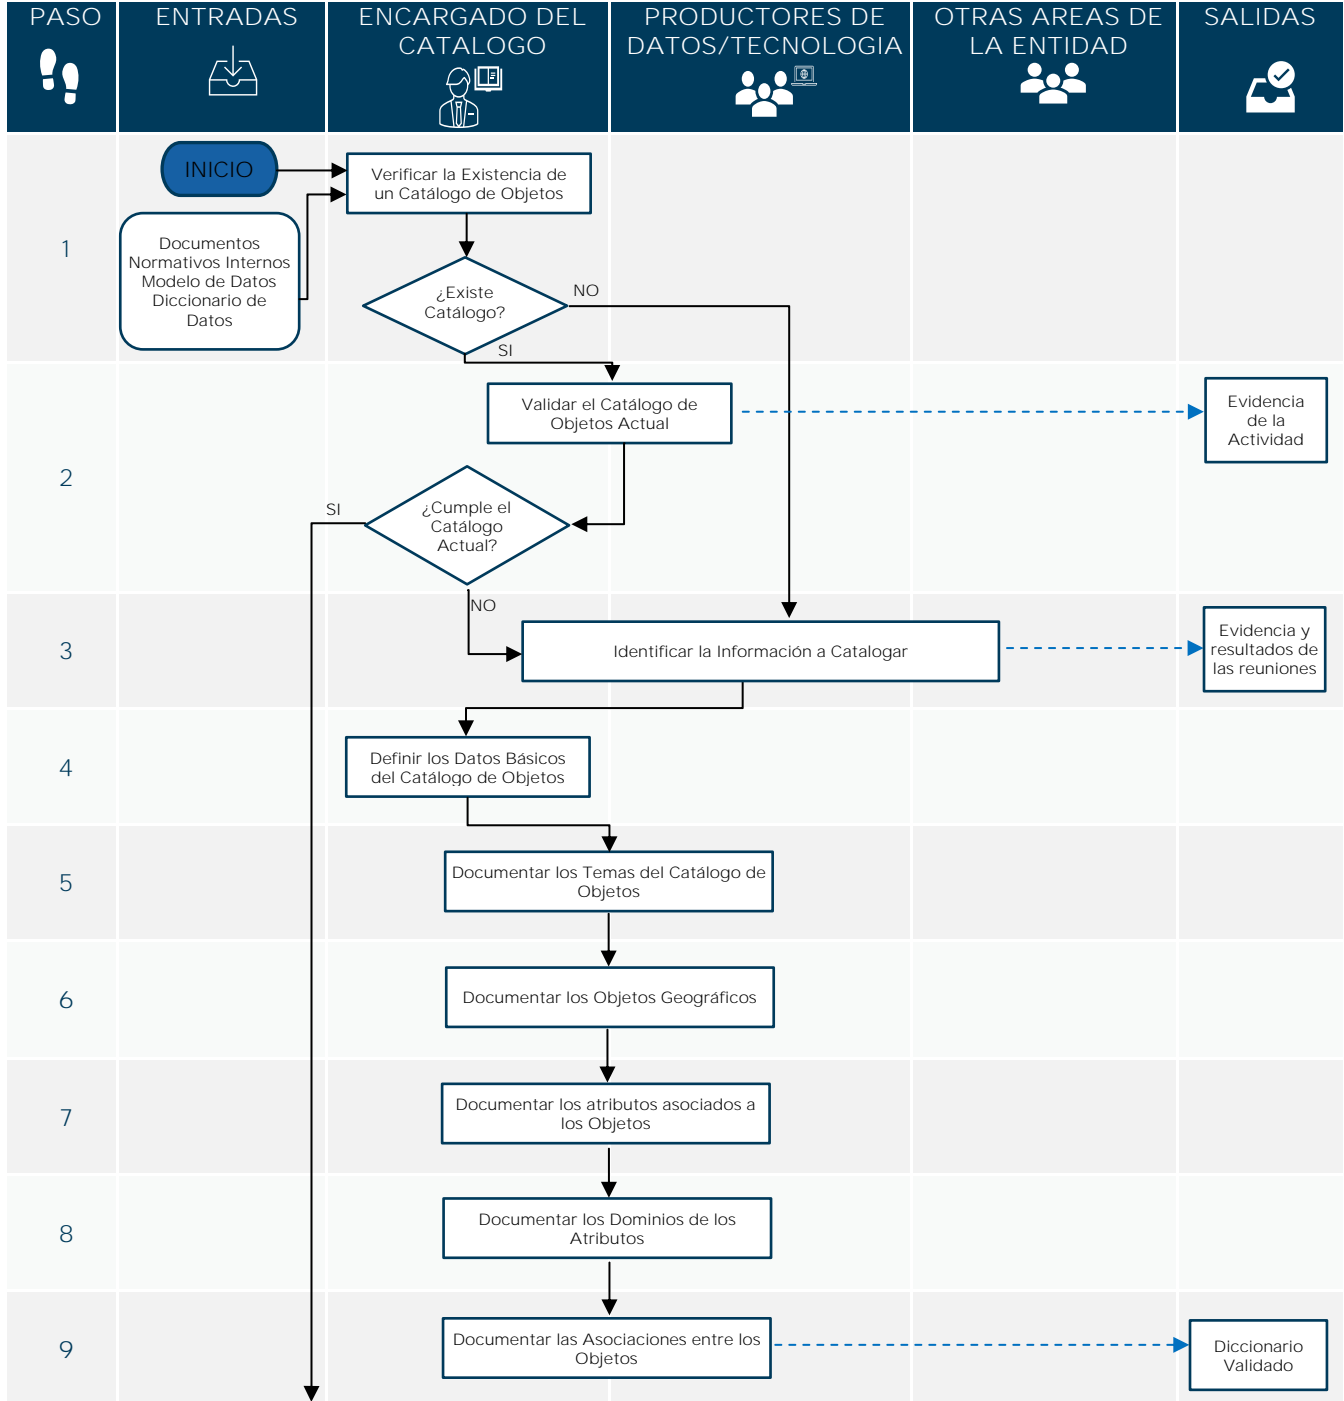 PASO
ENTRADAS
ENCARGADO DEL
CATALOGO
PRODUCTORES DE
DATOS/TECNOLOGIA
OTRAS AREAS DE
LA ENTIDAD
SALIDAS
1
INICIO
Documentos
Normativos Internos
Modelo de Datos
Diccionario de
Datos
Verificar la Existencia de
un Catálogo de Objetos
¿Existe
Catálogo?
NO
SI
2
Validar el Catálogo de
Objetos Actual
Evidencia
de la
Actividad
¿Cumple el
Catálogo
Actual?
SI
NO
3
Identificar la Información a Catalogar
Evidencia y
resultados de
las reuniones
4
Definir los Datos Básicos
del Catálogo de Objetos
5
Documentar los Temas del Catálogo de
Objetos
6
Documentar los Objetos Geográficos
7
Documentar los atributos asociados a
los Objetos
8
Documentar los Dominios de los
Atributos
9
Documentar las Asociaciones entre los
Objetos
Diccionario
Validado